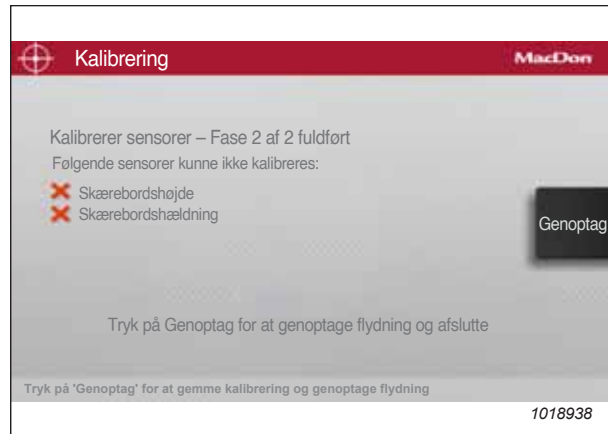 Kalibrering
MacDon
Kalibrerer sensorer – Fase 2 af 2 fuldført
Følgende sensorer kunne ikke kalibreres:
Skærebordshøjde
Skærebordshældning
Genoptag
Tryk på Genoptag for at genoptage flydning og afslutte
Tryk på 'Genoptag' for at gemme kalibrering og genoptage flydning
1018938